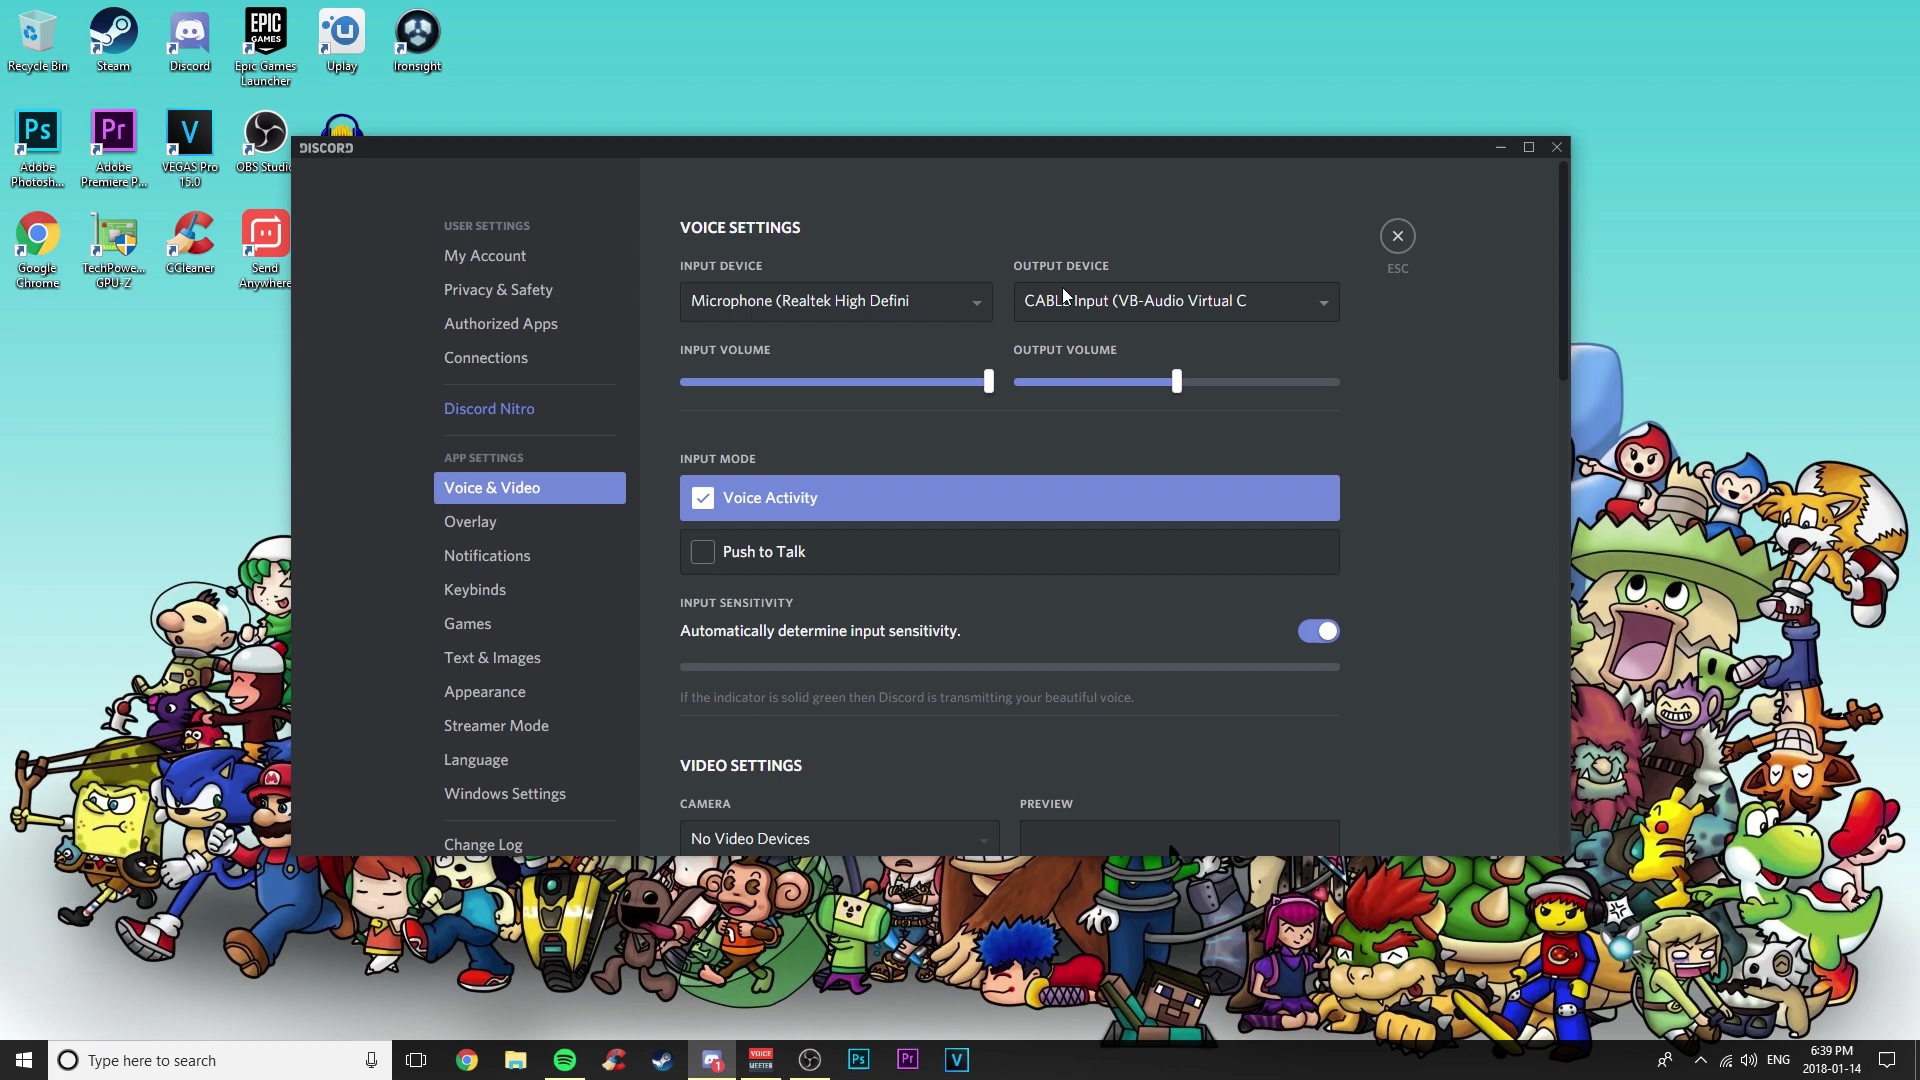 Recycle Bin
Steam
Discord
Epic Games
Launcher
Uplay
Ironsight
EPIC
GAMES
Ps
Pr
V
Adobe
Photosh...
Adobe
Premiere P...
VEGAS Pro
15.0
OBS Studio
Google
Chrome
TechPowe...
GPU-Z
CCleaner
Send
Anywhere
DISCORD
USER SETTINGS
My Account
Privacy & Safety
Authorized Apps
Connections
Discord Nitro
APP SETTINGS
Voice & Video
Overlay
Notifications
Keybinds
Games
Text & Images
Appearance
Streamer Mode
Language
Windows Settings
Change Log
VOICE SETTINGS
ESC
INPUT DEVICE
OUTPUT DEVICE
Microphone (Realtek High Defini
CABLE Input (VB-Audio Virtual C
INPUT VOLUME
OUTPUT VOLUME
INPUT MODE
Voice Activity
Push to Talk
INPUT SENSITIVITY
Automatically determine input sensitivity.
If the indicator is solid green then Discord is transmitting your beautiful voice.
VIDEO SETTINGS
CAMERA
PREVIEW
No Video Devices
Type here to search
1
VOICE
MEETER
Ps
Pr
V
ENG
6:39 PM
2018-01-14